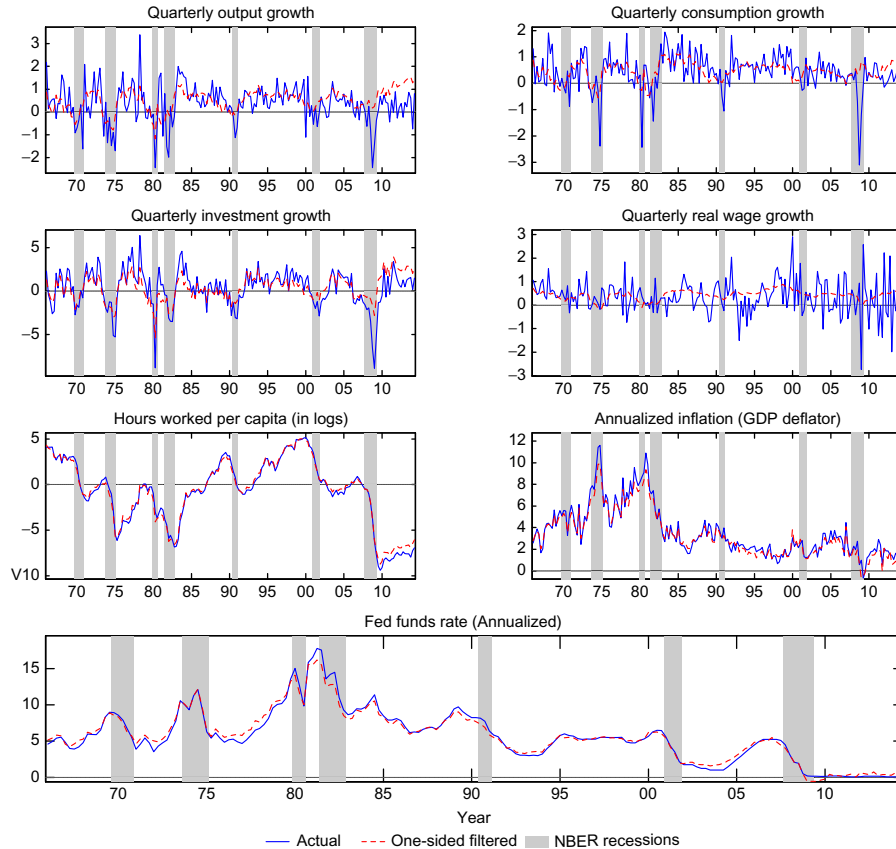 Quarterly output growth
3
2
1
0
−1
−2
70 75 80 85 90 95 00 05 10
Quarterly consumption growth
2
1
0
−1
−2
−3
70 75 80 85 90 95 00 05 10
Quarterly investment growth
5
0
−5
70 75 80 85 90 95 00 05 10
Quarterly real wage growth
3
2
1
0
−1
−2
−3
70 75 80 85 90 95 00 05 10
Hours worked per capita (in logs)
5
0
−5
V10
70 75 80 85 90 95 00 05 10
Annualized inflation (GDP deflator)
12
10
8
6
4
2
0
70 75 80 85 90 95 00 05 10
Fed funds rate (Annualized)
15
10
5
0
70 75 80 85 90 95 00 05 10
Year
Actual One-sided filtered NBER recessions